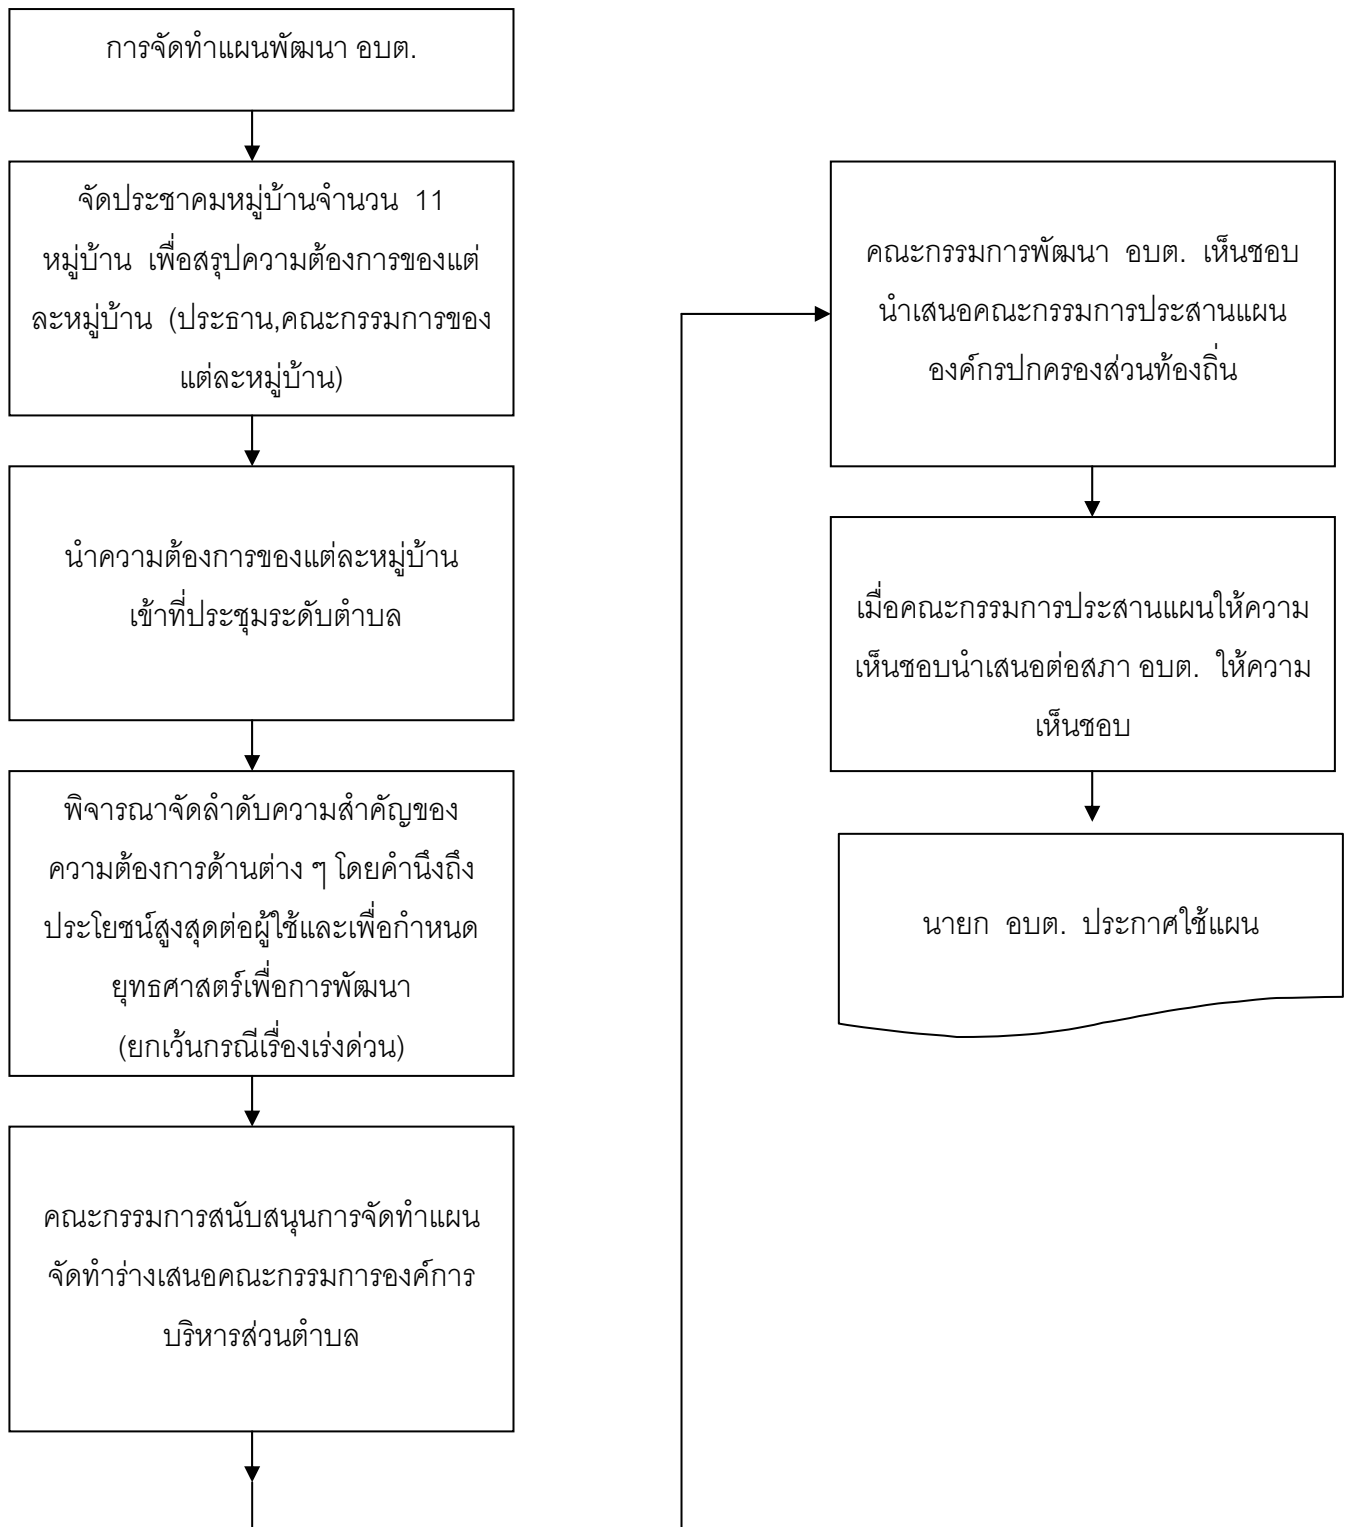 การจัดทำแผนพัฒนา อบต.
จัดประชาคมหมู่บ้านจำนวน 11
หมู่บ้าน เพื่อสรุปความต้องการของแต่
ละหมู่บ้าน (ประธาน,คณะกรรมการของ
แต่ละหมู่บ้าน)
นำความต้องการของแต่ละหมู่บ้าน
เข้าที่ประชุมระดับตำบล
พิจารณาจัดลำดับความสำคัญของ
ความต้องการด้านต่าง ๆ โดยคำนึงถึง
ประโยชน์สูงสุดต่อผู้ใช้และเพื่อกำหนด
ยุทธศาสตร์เพื่อการพัฒนา
(ยกเว้นกรณีเรื่องเร่งด่วน)
คณะกรรมการสนับสนุนการจัดทำแผน
จัดทำร่างเสนอคณะกรรมการองค์การ
บริหารส่วนตำบล
คณะกรรมการพัฒนา อบต. เห็นชอบ
นำเสนอคณะกรรมการประสานแผน
องค์กรปกครองส่วนท้องถิ่น
เมื่อคณะกรรมการประสานแผนให้ความ
เห็นชอบนำเสนอต่อสภา อบต. ให้ความ
เห็นชอบ
นายก อบต. ประกาศใช้แผน